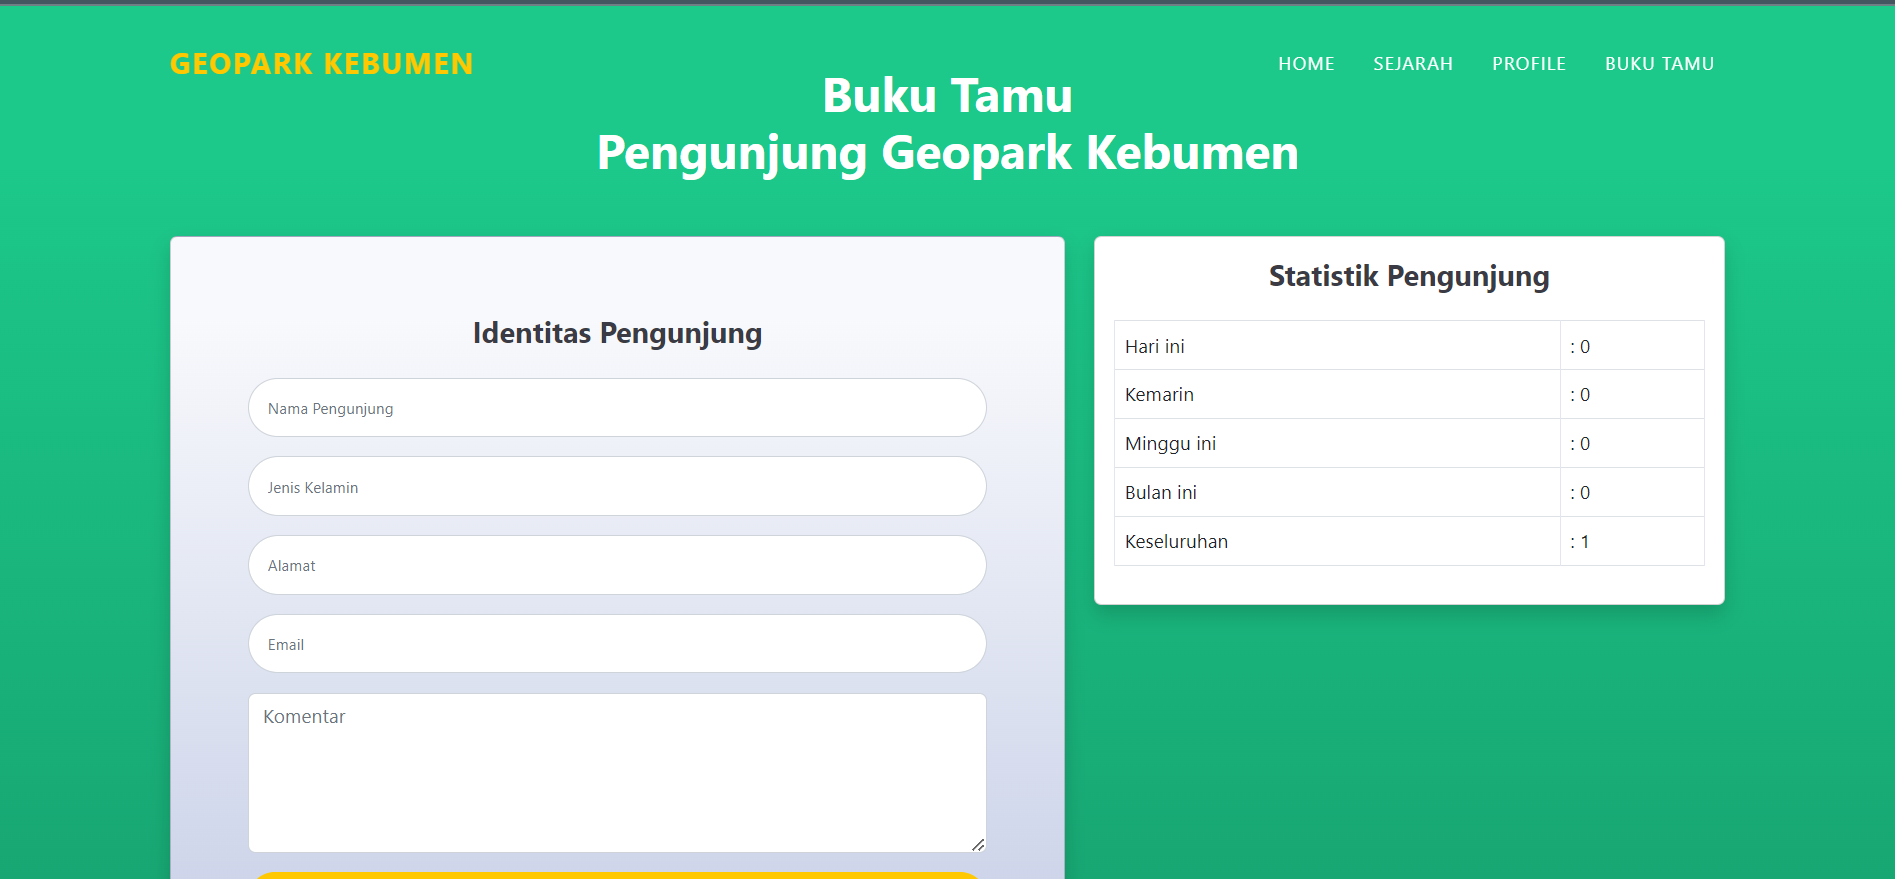 GEOPARK KEBUMEN
HOME SEJARAH PROFILE BUKU TAMU
Buku Tamu
Pengunjung Geopark Kebumen
Identitas Pengunjung
Nama Pengunjung
Jenis Kelamin
Alamat
Email
Komentar
Statistik Pengunjung
Hari ini : 0
Kemarin : 0
Minggu ini : 0
Bulan ini : 0
Keseluruhan : 1